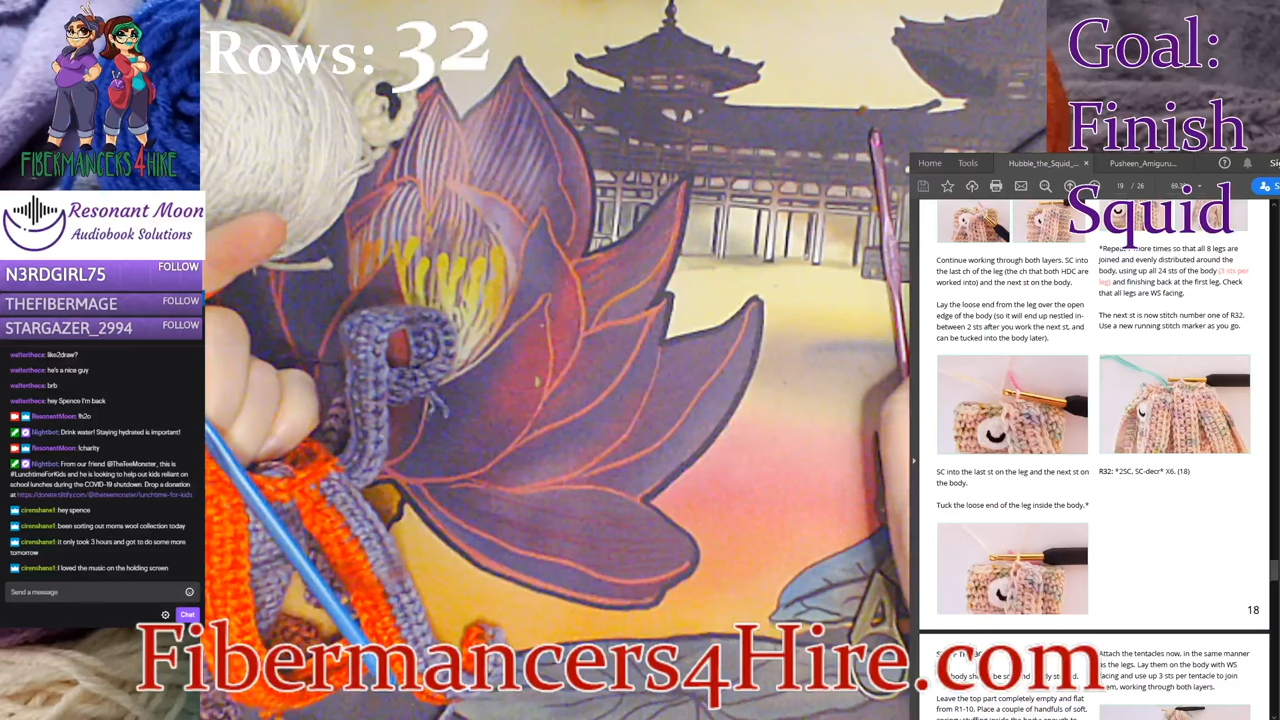 Rows: 32
Goal:
Finish
Squid
FIBERMANCERS 4 HIRE
Resonant Moon
Audiobook Solutions
N3RDGIRL75 FOLLOW
THEFIBERMAGE FOLLOW
STARGAZER_2994 FOLLOW
waltertheca: like2draw?
waltertheca: he's a nice guy
waltertheca: brb
waltertheca: hey Spence I'm back
ResonantMoon: !h2o
Nightbot: Drink water! Staying hydrated is important!
ResonantMoon: !charity
Nightbot: From our friend @TheTeeMonster, this is
#LunchtimeForKids and he is looking to help out kids reliant on
school lunches during the COVID-19 shutdown. Drop a donation
at https://donate.tiltify.com/@theteemonster/lunchtime-for-kids
cirenshane1: hey spence
cirenshane1: been sorting out moms wool collection today
cirenshane1: it only took 3 hours and got to do some more
tomorrow
cirenshane1: I loved the music on the holding screen
Send a message
Chat
Home Tools Hubble_the_Squid_... × Pusheen_Amiguru...
19 / 26
Continue working through both layers. SC into
the last ch of the leg (the ch that both HDC are
worked into) and the next st on the body.
Lay the loose end from the leg over the open
edge of the body (so it will end up nestled in-
between 2 sts after you work the next st, and
can be tucked into the body later).
SC into the last st on the leg and the next st on
the body.
Tuck the loose end of the leg inside the body.*
more times so that all 8 legs are
joined and evenly distributed around the
body, using up all 24 sts of the body (3 sts per
leg) and finishing back at the first leg. Check
that all legs are WS facing.
The next st is now stitch number one of R32.
Use a new running stitch marker as you go.
R32: *2SC, SC-decr* X6. (18)
18
Leave the top part completely empty and flat
from R1-10. Place a couple of handfuls of soft,
Attach the tentacles now, in the same manner
as the legs. Lay them on the body with WS
facing and use up 3 sts per tentacle to join
them, working through both layers.
Fibermancers4Hire.com